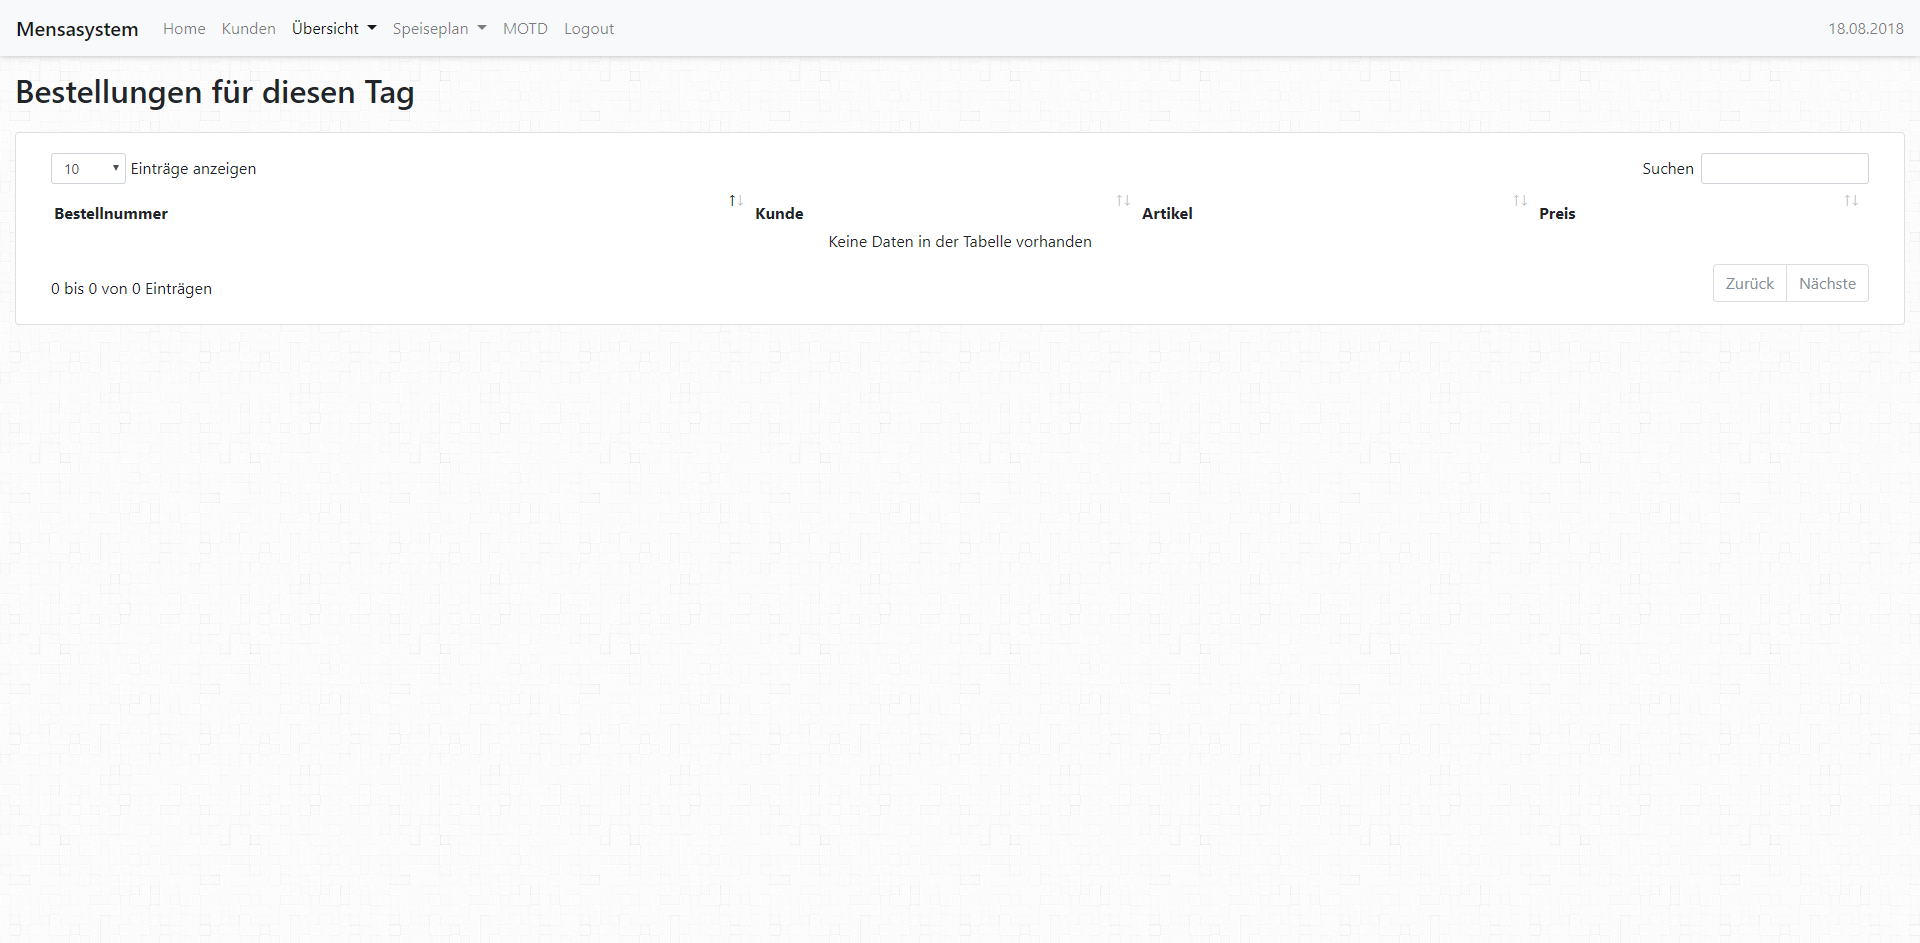 Mensasystem Home Kunden Übersicht Speiseplan MOTD Logout 18.08.2018
Bestellungen für diesen Tag
10 Einträge anzeigen Suchen
Bestellnummer Kunde Artikel Preis
Keine Daten in der Tabelle vorhanden
0 bis 0 von 0 Einträgen Zurück Nächste